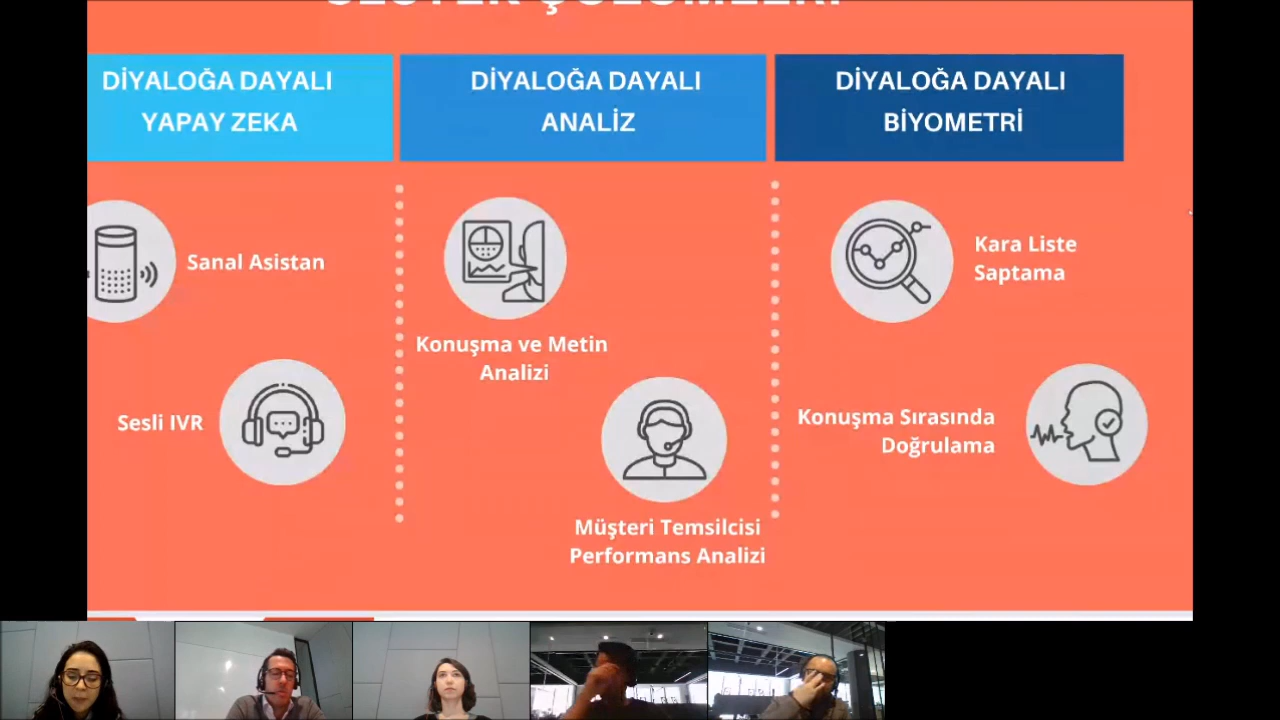 DİYALOĞA DAYALI
YAPAY ZEKA
DİYALOĞA DAYALI
ANALİZ
DİYALOĞA DAYALI
BİYOMETRİ
Sanal Asistan
Sesli IVR
Konuşma ve Metin
Analizi
Müşteri Temsilcisi
Performans Analizi
Kara Liste
Saptama
Konuşma Sırasında
Doğrulama